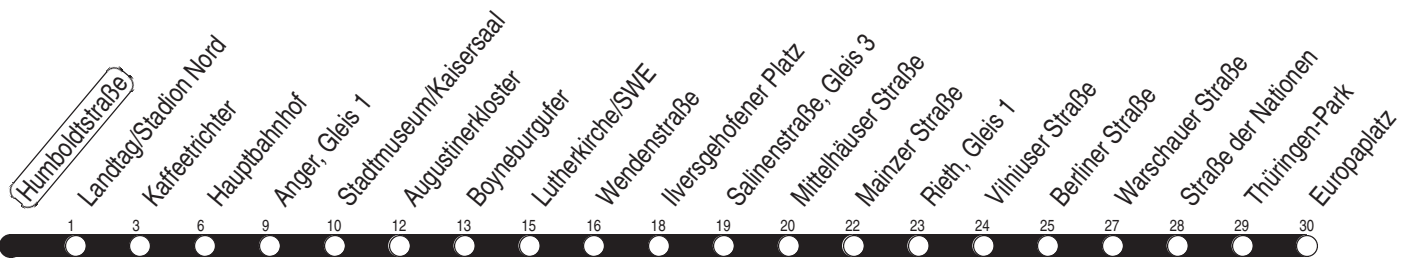 Humboldtstraße
Landtag/Stadion Nord
Kaffeetrichter
Hauptbahnhof
Anger, Gleis 1
Stadtmuseum/Kaisersaal
Augustinerkloster
Boyneburgufer
Lutherkirche/SWE
Wendenstraße
Ilversgehofener Platz
Salinenstraße, Gleis 3
Mittelhäuser Straße
Mainzer Straße
Rieth, Gleis 1
Vilniuser Straße
Berliner Straße
Warschauer Straße
Straße der Nationen
Thüringen-Park
Europaplatz
1 3 6 9 10 12 13 15 16 18 19 20 22 23 24 25 27 28 29 30